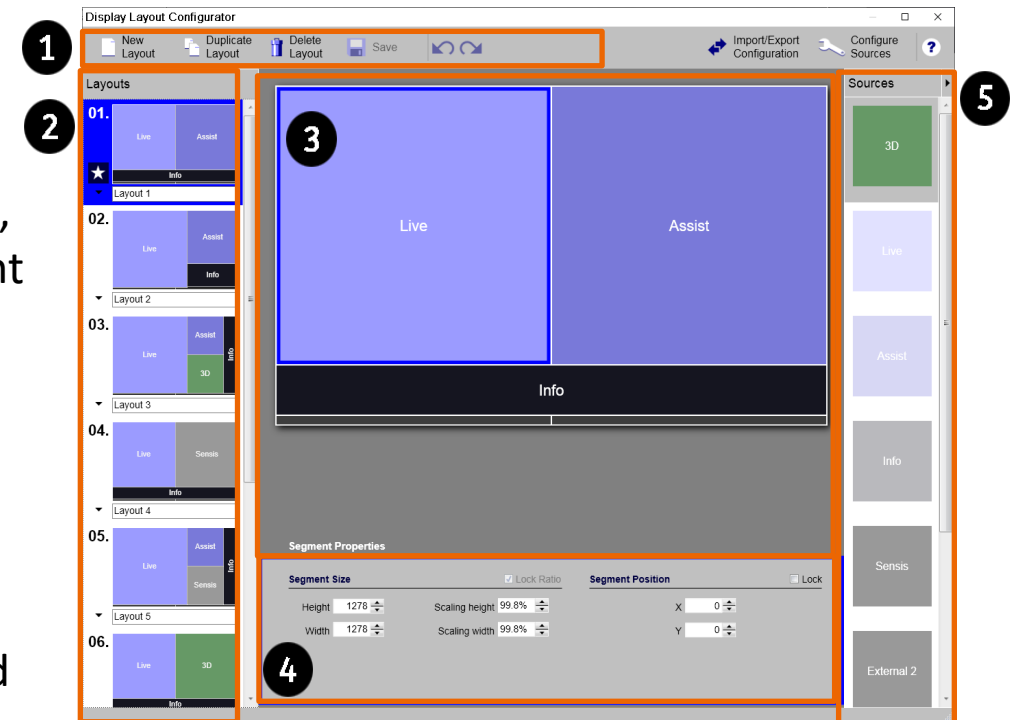 Display Layout Configurator
1
New Layout
Duplicate Layout
Delete Layout
Save
Import/Export Configuration
Configure Sources
?
Layouts
2
01.
Live
Assist
Info
Layout 1
02.
Live
Assist
Info
Layout 2
03.
Live
Assist
3D
Info
Layout 3
04.
Live
Sensis
Info
Layout 4
05.
Live
Assist
Sensis
Info
Layout 5
06.
Live
3D
Info
3
Live
Assist
Info
Segment Properties
Segment Size
Lock Ratio
Height 1278
Scaling height 99.8%
Width 1278
Scaling width 99.8%
Segment Position
Lock
X 0
Y 0
4
Sources
5
3D
Live
Assist
Info
Sensis
External 2